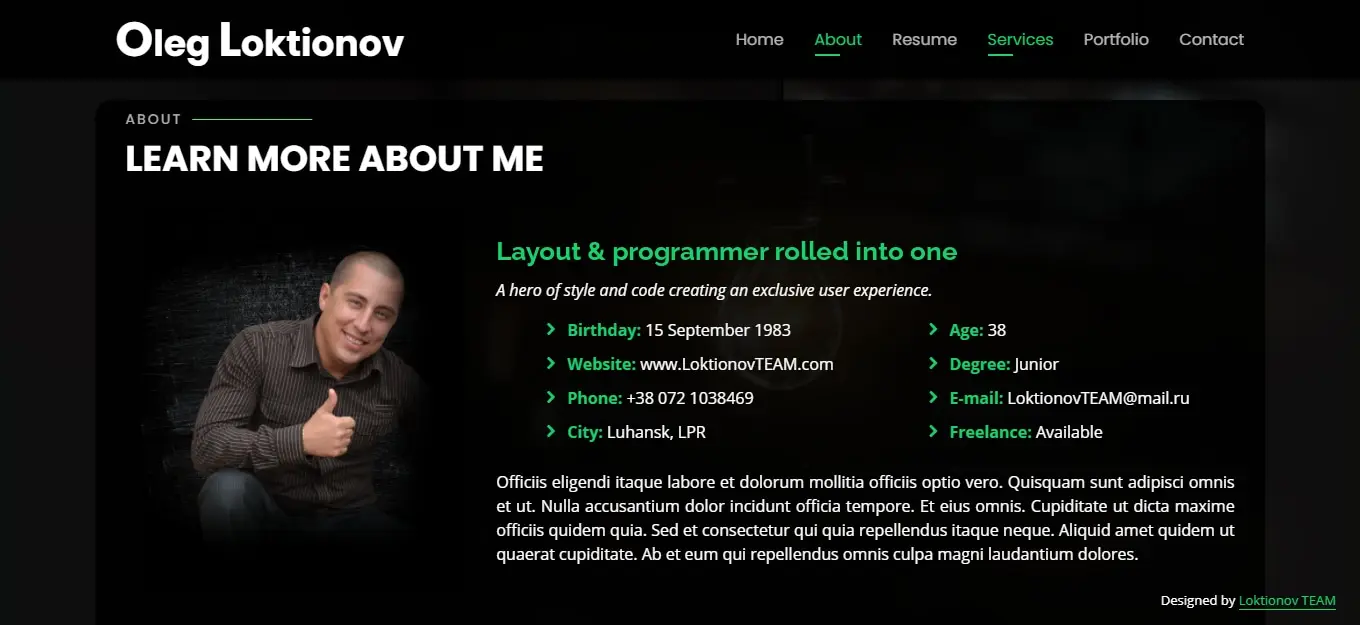 Oleg Loktionov
Home About Resume Services Portfolio Contact
ABOUT
LEARN MORE ABOUT ME
Layout & programmer rolled into one
A hero of style and code creating an exclusive user experience.
Birthday: 15 September 1983
Age: 38
Website: www.LoktionovTEAM.com
Degree: Junior
Phone: +38 072 1038469
E-mail: LoktionovTEAM@mail.ru
City: Luhansk, LPR
Freelance: Available
Officiis eligendi itaque labore et dolorum mollitia officiis optio vero. Quisquam sunt adipisci omnis
et ut. Nulla accusantium dolor incidunt officia tempore. Et eius omnis. Cupiditate ut dicta maxime
officiis quidem quia. Sed et consectetur qui quia repellendus itaque neque. Aliquid amet quidem ut
quaerat cupiditate. Ab et eum qui repellendus omnis culpa magni laudantium dolores.
Designed by Loktionov TEAM